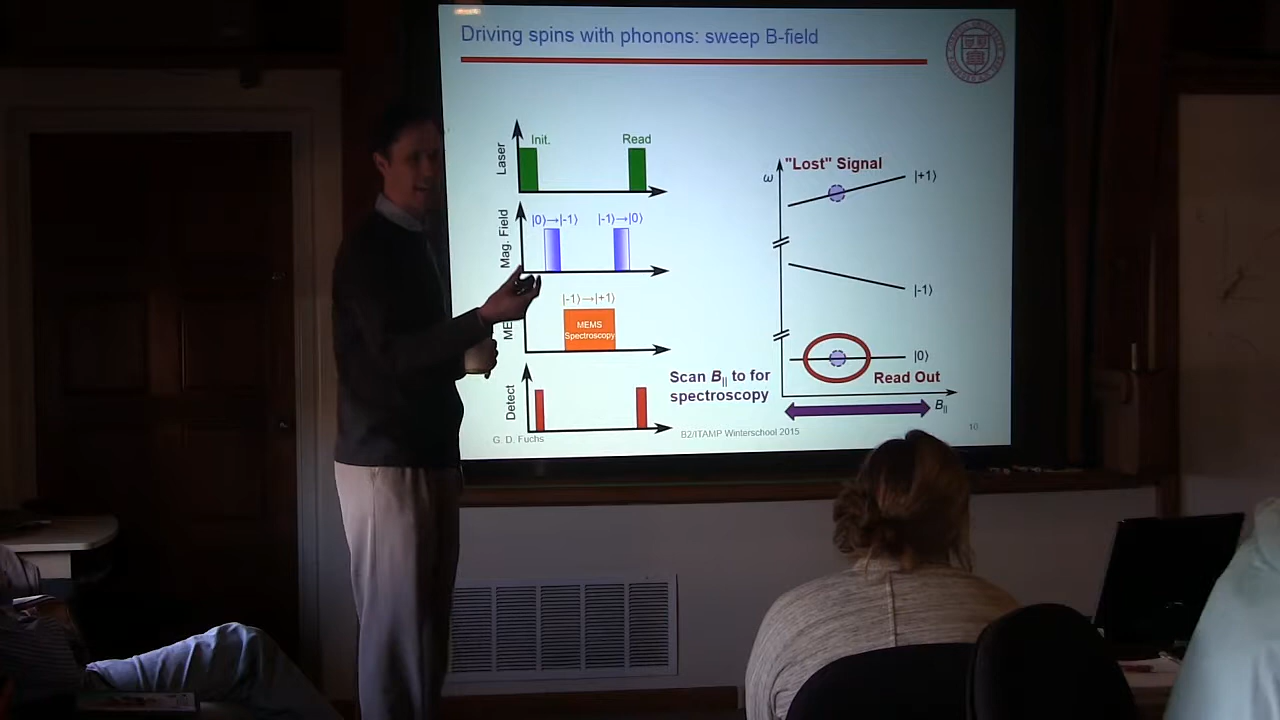 Driving spins with phonons: sweep B-field
Laser
Init.
Read
Mag. Field
|0⟩→|-1⟩
|-1⟩→|0⟩
|-1⟩→|+1⟩
MEMS
Spectroscopy
Detect
"Lost" Signal
ω
|+1⟩
|-1⟩
|0⟩
Read Out
B||
Scan B|| to for
spectroscopy
G. D. Fuchs
B2/ITAMP Winterschool 2015
10